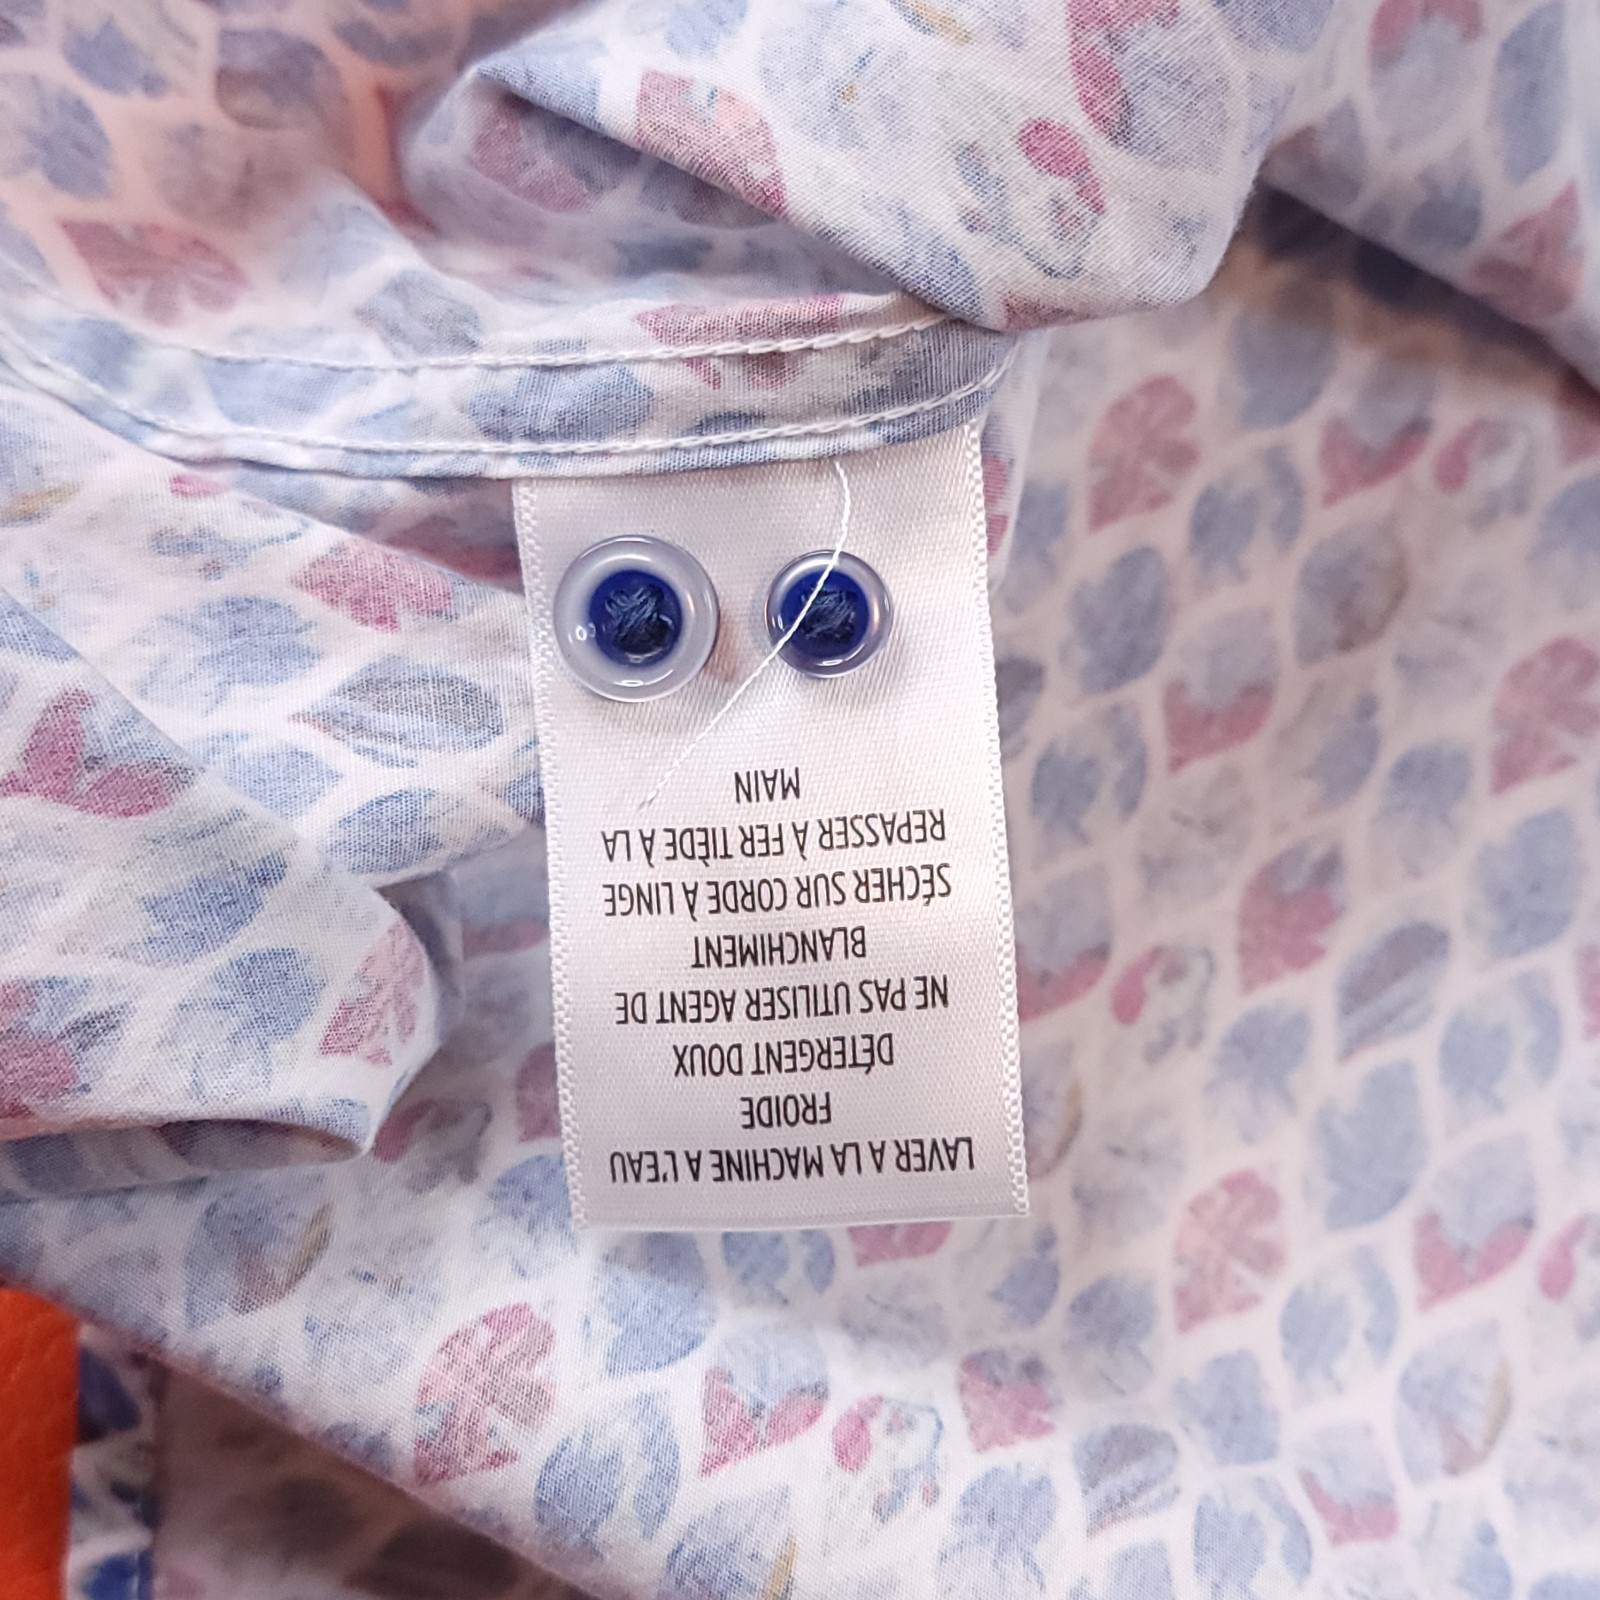 LAVER A LA MACHINE A L'EAU
FROIDE
DÉTERGENT DOUX
NE PAS UTILISER AGENT DE
BLANCHIMENT
SÉCHER SUR CORDE À LINGE
REPASSER À FER TIÈDE À LA
MAIN